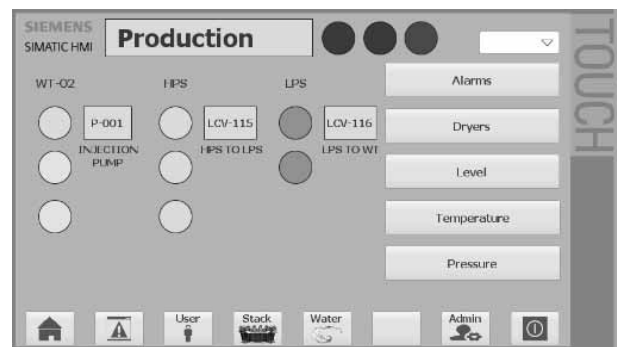 SIEMENS
SIMATIC HMI
Production
TOUCH
WT-02
HPS
LPS
Alarms
P-001
LCV-115
LCV-116
Dryers
INJECTION
PUMP
HPS TO LPS
LPS TO WT
Level
Temperature
Pressure
User
Stack
Water
Admin